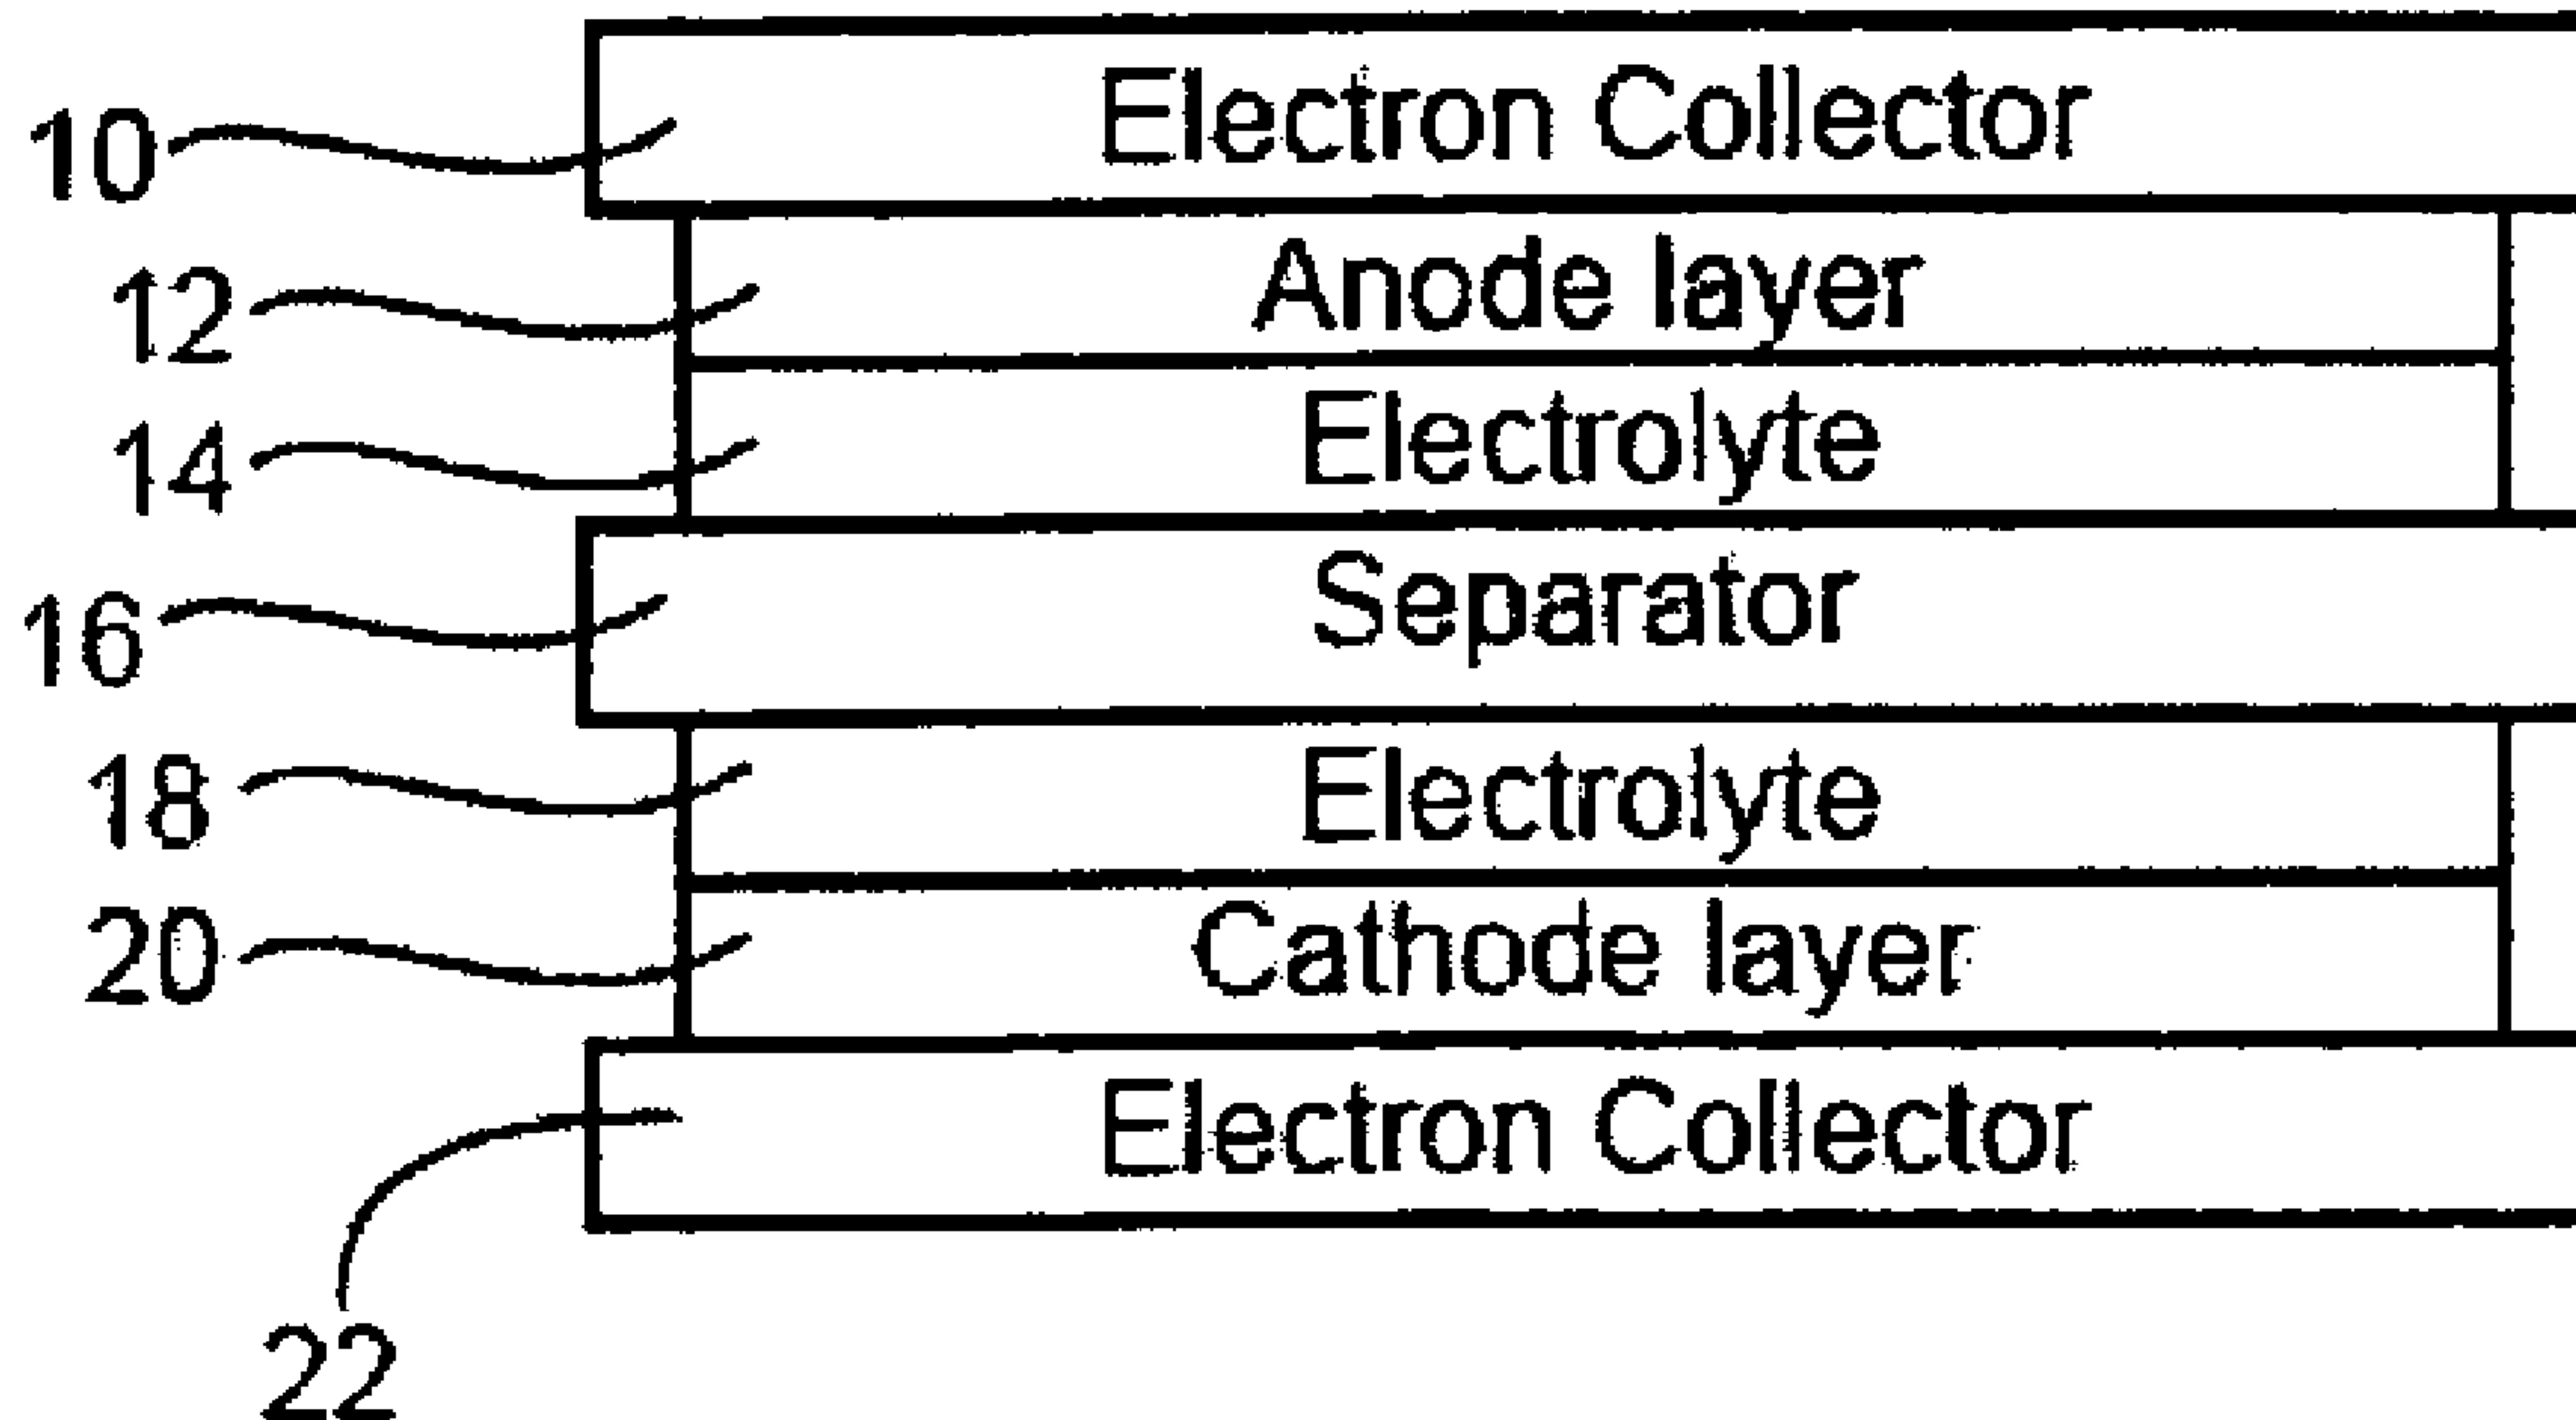 10 Electron Collector
12 Anode layer
14 Electrolyte
16 Separator
18 Electrolyte
20 Cathode layer
Electron Collector
22